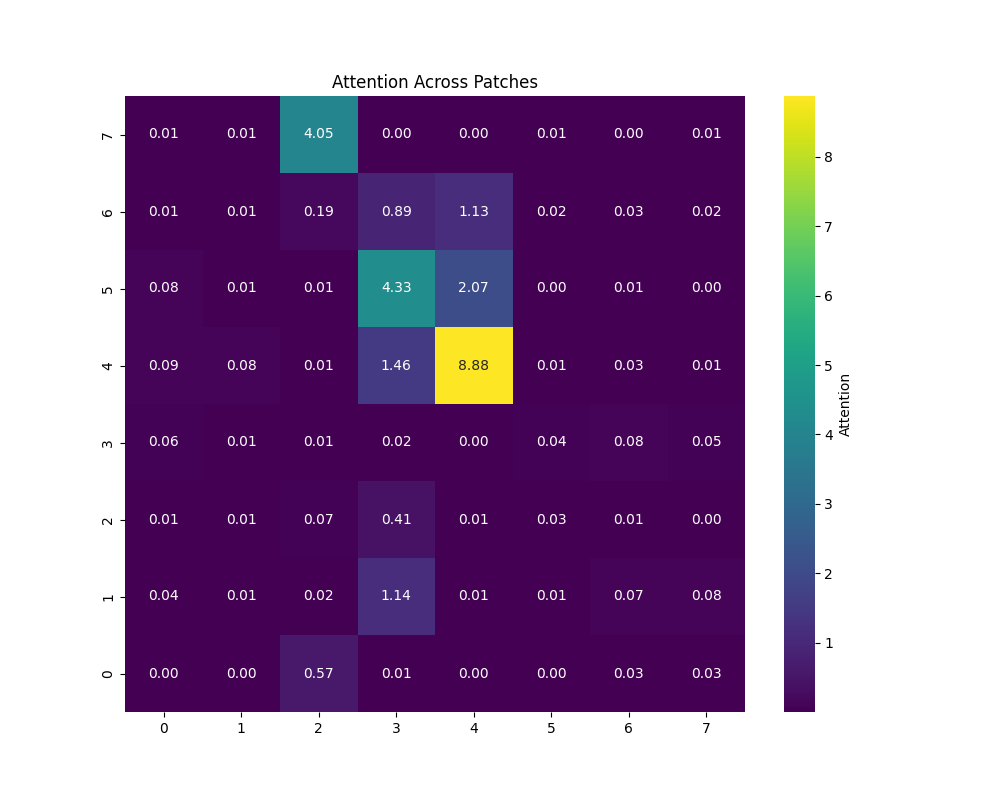 Attention Across Patches
7 0.01 0.01 4.05 0.00 0.00 0.01 0.00 0.01
6 0.01 0.01 0.19 0.89 1.13 0.02 0.03 0.02
5 0.08 0.01 0.01 4.33 2.07 0.00 0.01 0.00
4 0.09 0.08 0.01 1.46 8.88 0.01 0.03 0.01
3 0.06 0.01 0.01 0.02 0.00 0.04 0.08 0.05
2 0.01 0.01 0.07 0.41 0.01 0.03 0.01 0.00
1 0.04 0.01 0.02 1.14 0.01 0.01 0.07 0.08
0 0.00 0.00 0.57 0.01 0.00 0.00 0.03 0.03
0 1 2 3 4 5 6 7
8
7
6
5
4
3
2
1
Attention